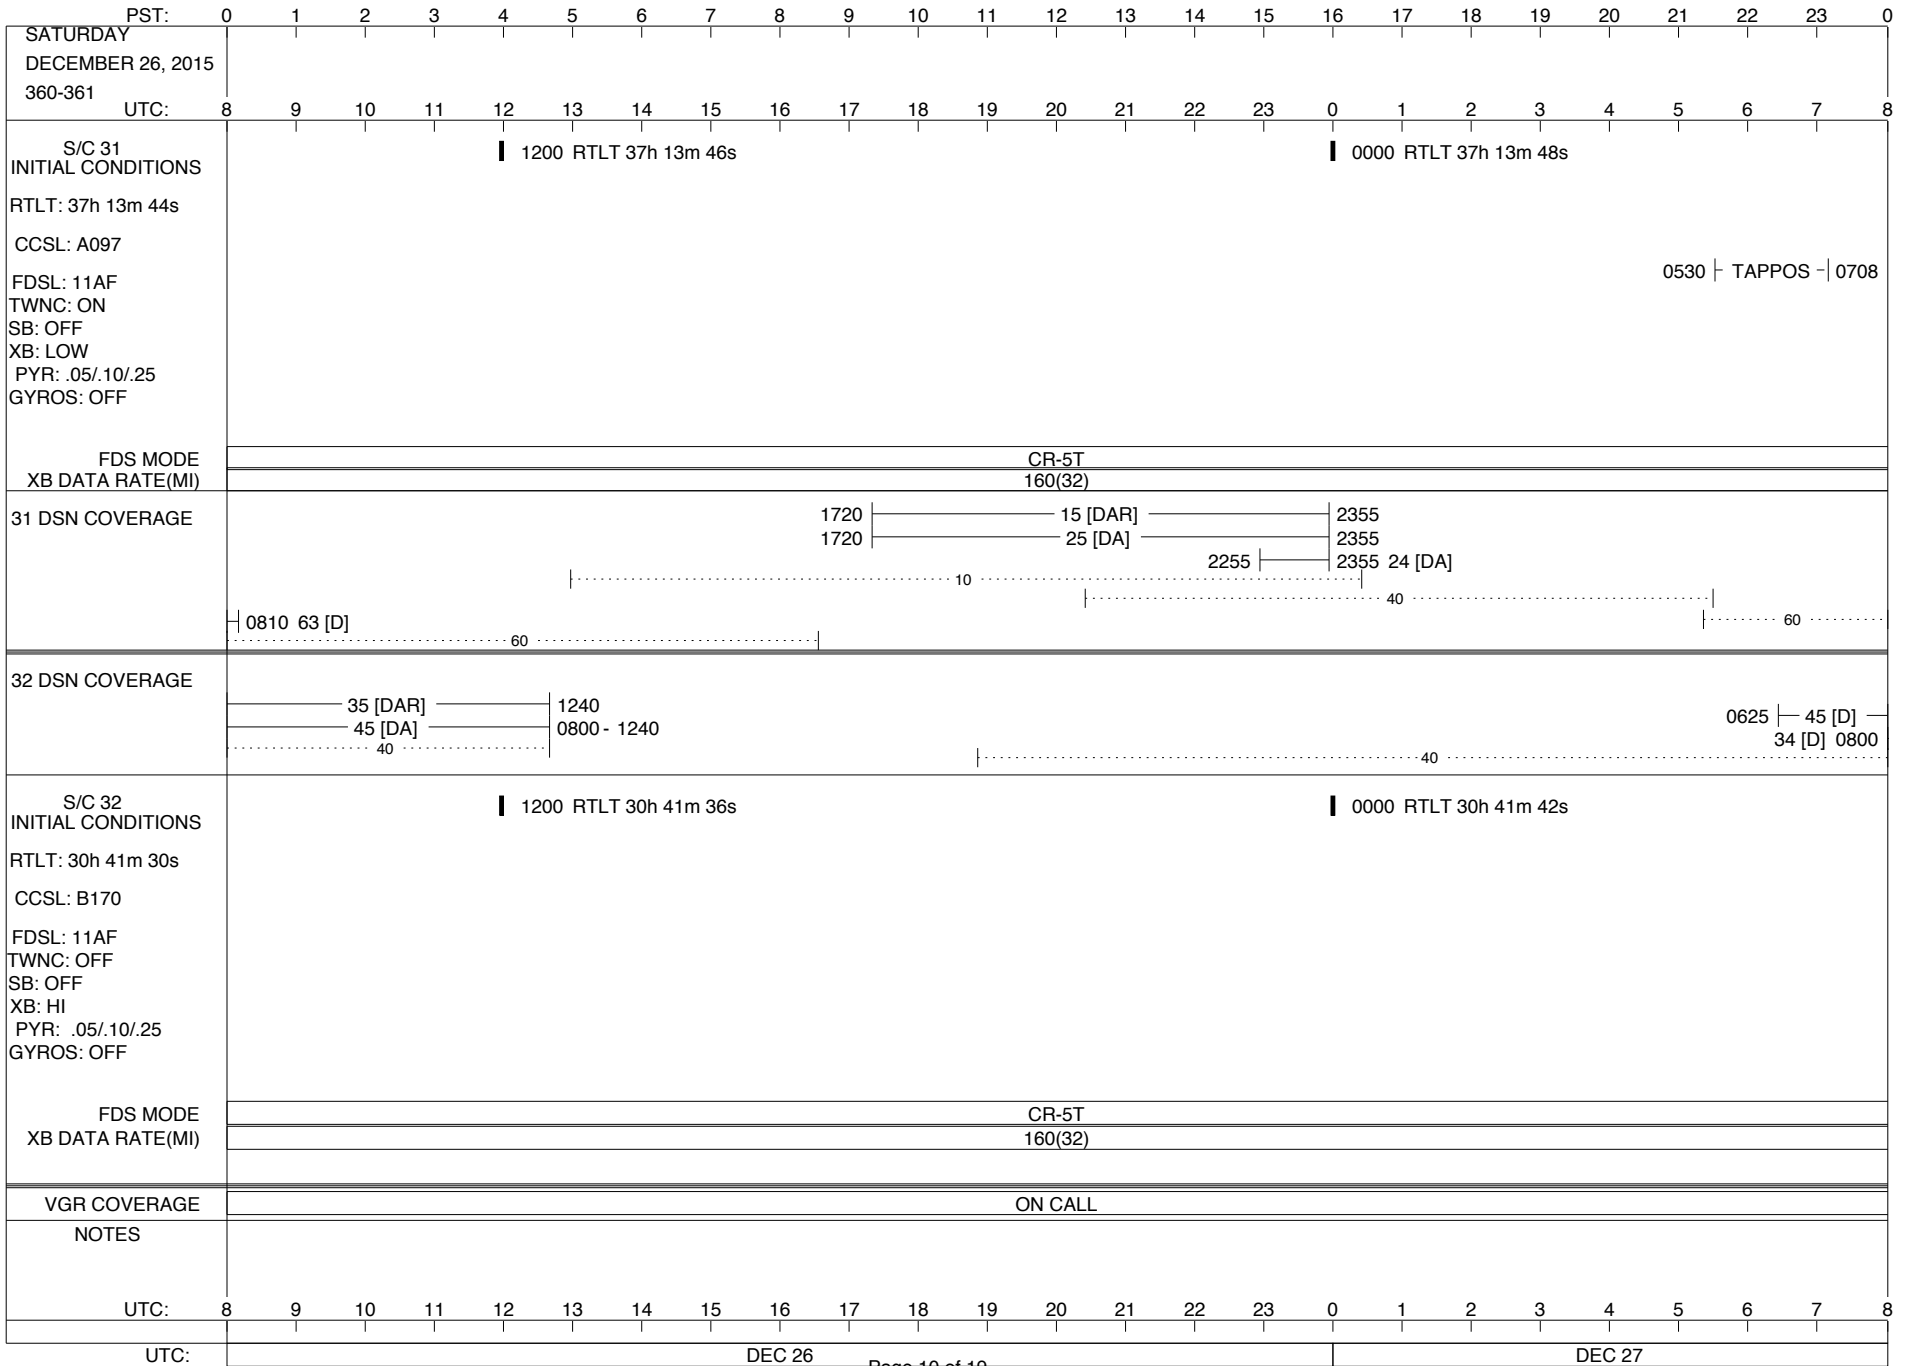 PST: 0 1 2 3 4 5 6 7 8 9 10 11 12 13 14 15 16 17 18 19 20 21 22 23 0
SATURDAY
DECEMBER 26, 2015
360-361
UTC: 8 9 10 11 12 13 14 15 16 17 18 19 20 21 22 23 0 1 2 3 4 5 6 7 8
S/C 31
INITIAL CONDITIONS
1200 RTLT 37h 13m 46s
0000 RTLT 37h 13m 48s
RTLT: 37h 13m 44s
CCSL: A097
0530 TAPPOS 0708
FDSL: 11AF
TWNC: ON
SB: OFF
XB: LOW
PYR: .05/.10/.25
GYROS: OFF
FDS MODE CR-5T
XB DATA RATE(MI) 160(32)
31 DSN COVERAGE
1720 15 [DAR] 2355
1720 25 [DA] 2355
2255 2355 24 [DA]
10
40
0810 63 [D]
60
60
32 DSN COVERAGE
35 [DAR] 1240
45 [DA] 0800 - 1240
40
0625 45 [D]
34 [D] 0800
40
S/C 32
INITIAL CONDITIONS
1200 RTLT 30h 41m 36s
0000 RTLT 30h 41m 42s
RTLT: 30h 41m 30s
CCSL: B170
FDSL: 11AF
TWNC: OFF
SB: OFF
XB: HI
PYR: .05/.10/.25
GYROS: OFF
FDS MODE CR-5T
XB DATA RATE(MI) 160(32)
VGR COVERAGE ON CALL
NOTES
UTC: 8 9 10 11 12 13 14 15 16 17 18 19 20 21 22 23 0 1 2 3 4 5 6 7 8
UTC: DEC 26 DEC 27